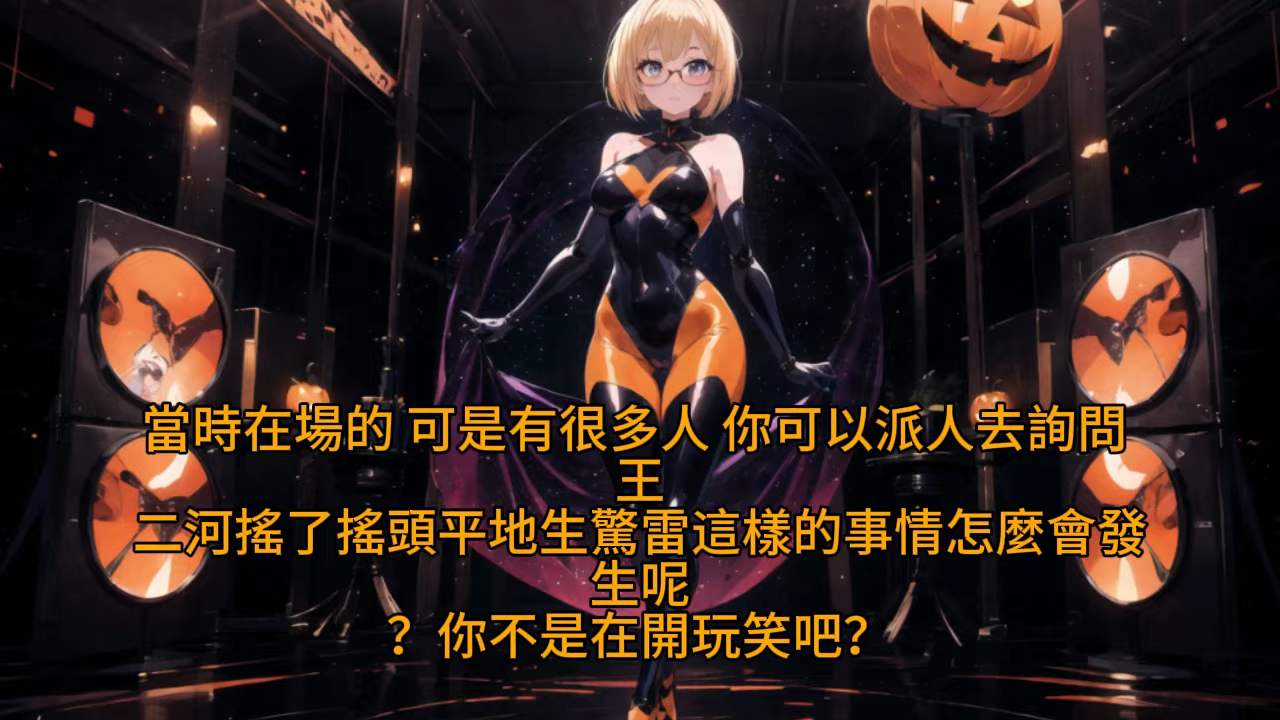 當時在場的 可是有很多人 你可以派人去詢問
王
二河搖了搖頭平地生驚雷這樣的事情怎麼會發
生呢
？ 你不是在開玩笑吧?